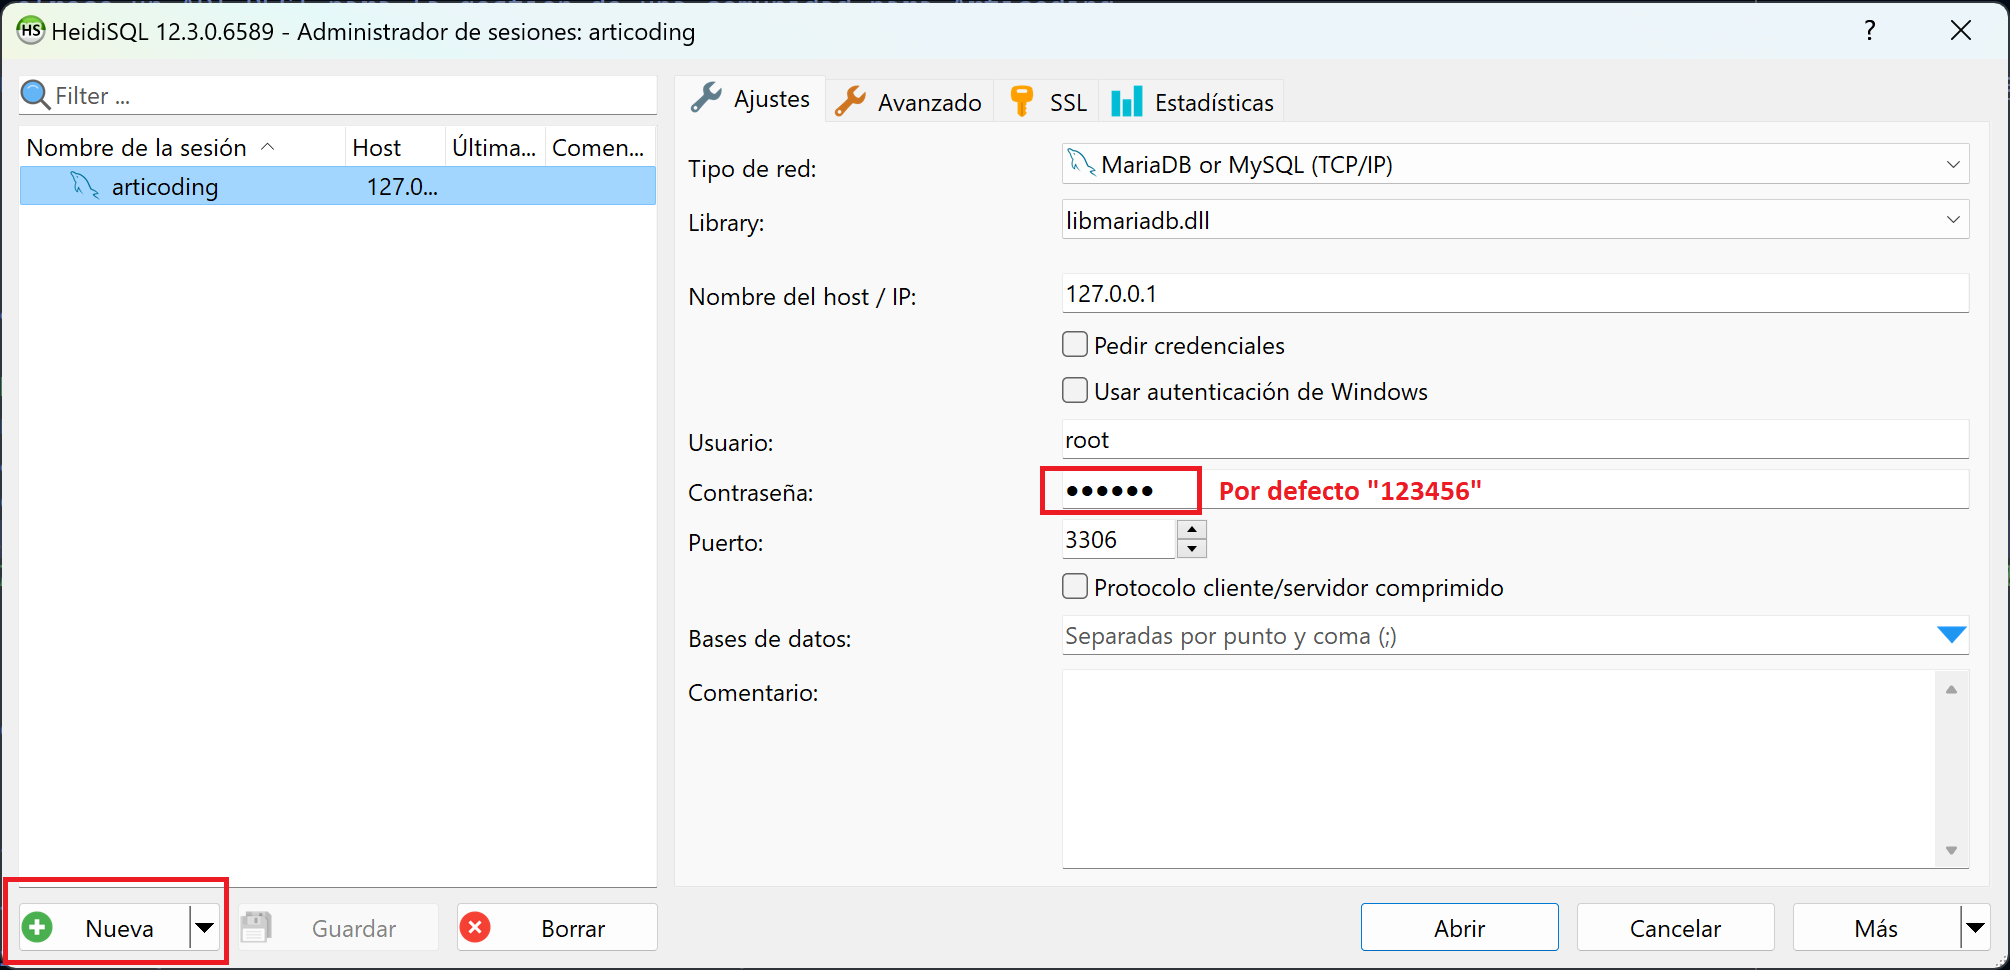 HeidiSQL 12.3.0.6589 - Administrador de sesiones: articoding
?
Filter ...
Nombre de la sesión
Host
Última...
Comen...
articoding
127.0...
Ajustes
Avanzado
SSL
Estadísticas
Tipo de red:
MariaDB or MySQL (TCP/IP)
Library:
libmariadb.dll
Nombre del host / IP:
127.0.0.1
Pedir credenciales
Usar autenticación de Windows
Usuario:
root
Contraseña:
●●●●●●
Por defecto "123456"
Puerto:
3306
Protocolo cliente/servidor comprimido
Bases de datos:
Separadas por punto y coma (;)
Comentario:
Nueva
Guardar
Borrar
Abrir
Cancelar
Más